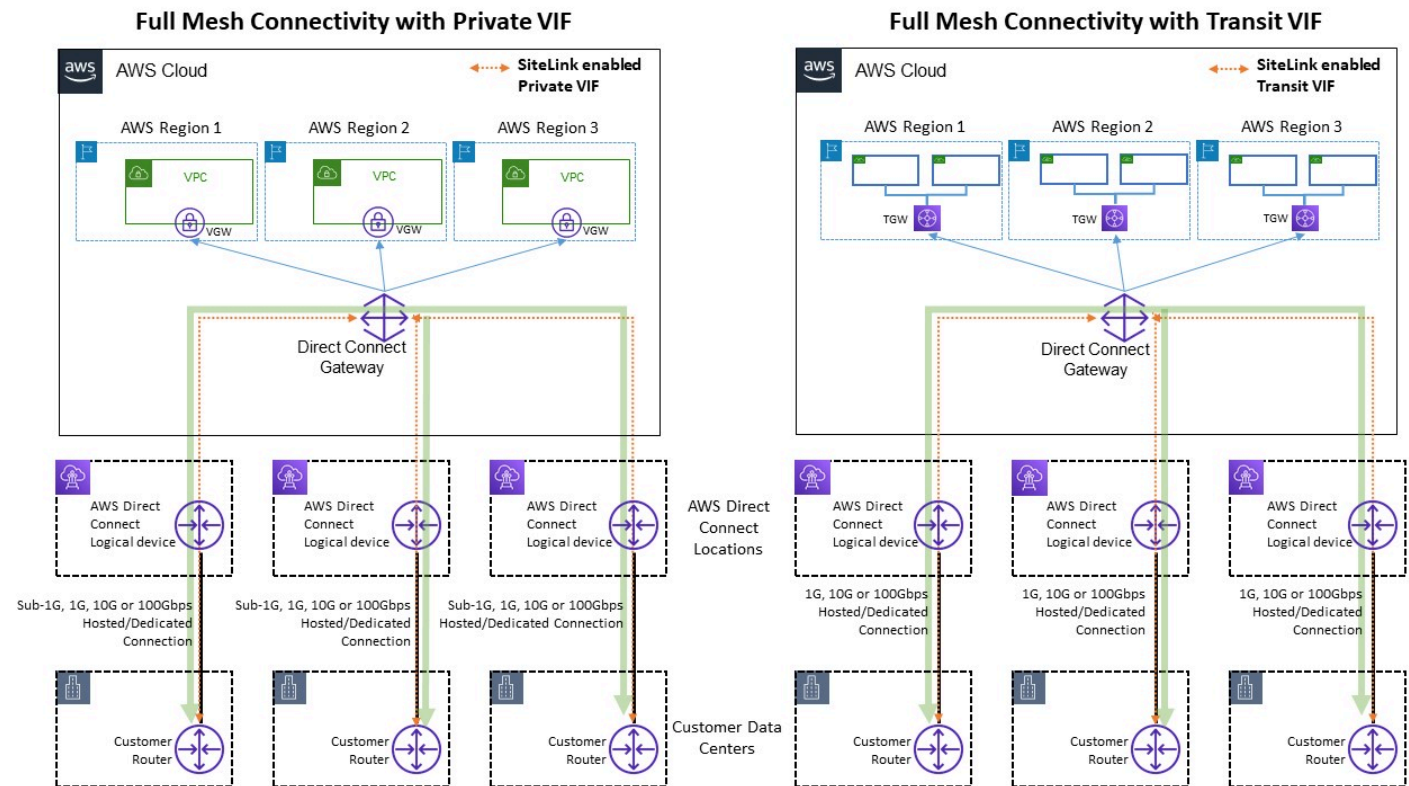 Full Mesh Connectivity with Private VIF
aws
AWS Cloud
SiteLink enabled
Private VIF
AWS Region 1
AWS Region 2
AWS Region 3
VPC
VPC
VPC
VGW
VGW
VGW
Direct Connect
Gateway
AWS Direct
Connect
Logical device
AWS Direct
Connect
Logical device
AWS Direct
Connect
Logical device
Sub-1G, 1G, 10G or 100Gbps
Hosted/Dedicated
Connection
Sub-1G, 1G, 10G or 100Gbps
Hosted/Dedicated
Connection
Sub-1G, 1G, 10G or 100Gbps
Hosted/Dedicated Connection
Customer
Router
Customer
Router
Customer
Router
AWS Direct
Connect
Locations
Customer Data
Centers
Full Mesh Connectivity with Transit VIF
aws
AWS Cloud
SiteLink enabled
Transit VIF
AWS Region 1
AWS Region 2
AWS Region 3
TGW
TGW
TGW
Direct Connect
Gateway
AWS Direct
Connect
Logical device
AWS Direct
Connect
Logical device
AWS Direct
Connect
Logical device
1G, 10G or 100Gbps
Hosted/Dedicated
Connection
1G, 10G or 100Gbps
Hosted/Dedicated
Connection
1G, 10G or 100Gbps
Hosted/Dedicated
Connection
Customer
Router
Customer
Router
Customer
Router